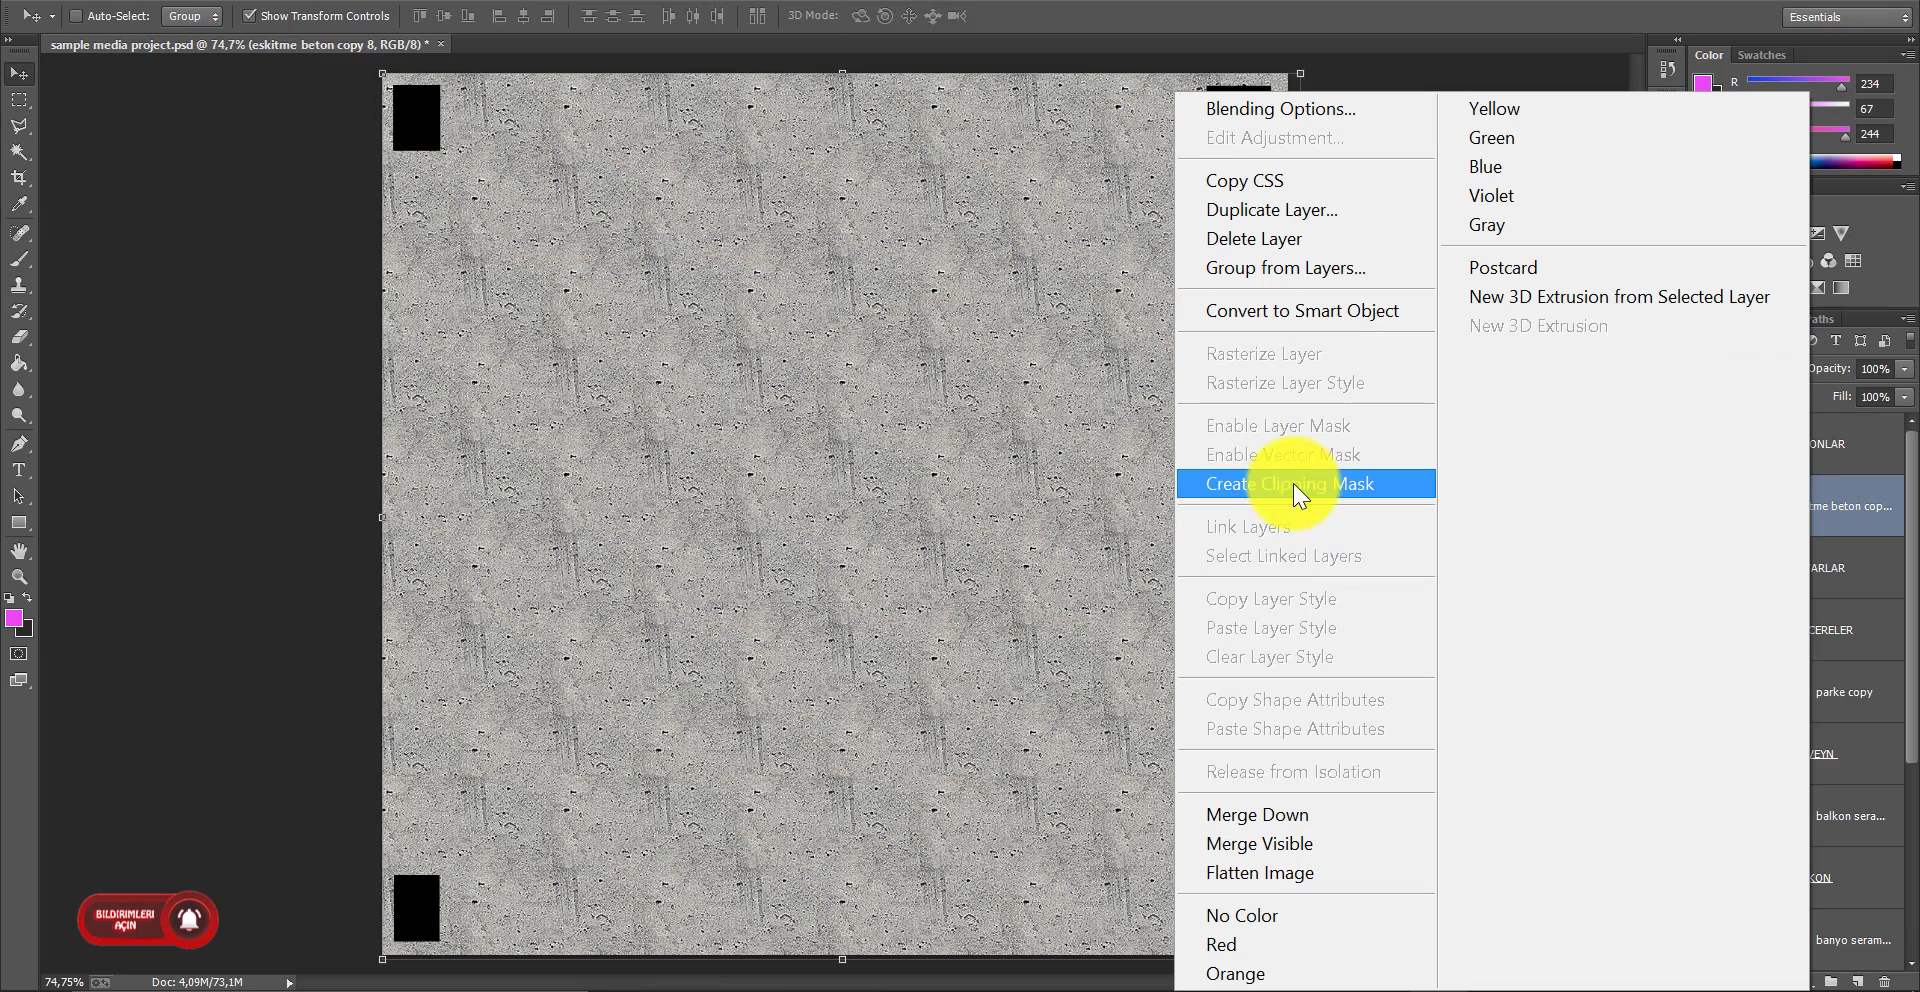 Auto-Select:
Group
Show Transform Controls
3D Mode:
Essentials
sample media project.psd @ 74,7% (eskitme beton copy 8, RGB/8) * ×
Color
Swatches
R
234
67
244
Blending Options...
Edit Adjustment...
Copy CSS
Duplicate Layer...
Delete Layer
Group from Layers...
Convert to Smart Object
Rasterize Layer
Rasterize Layer Style
Enable Layer Mask
Enable Vector Mask
Create Clipping Mask
Link Layers
Select Linked Layers
Copy Layer Style
Paste Layer Style
Clear Layer Style
Copy Shape Attributes
Paste Shape Attributes
Release from Isolation
Merge Down
Merge Visible
Flatten Image
No Color
Red
Orange
Yellow
Green
Blue
Violet
Gray
Postcard
New 3D Extrusion from Selected Layer
New 3D Extrusion
aths
T
Opacity: 100%
Fill: 100%
ONLAR
tme beton cop...
ARLAR
CERELER
parke copy
VEYN
balkon sera...
KON
banyo seram...
T
BILDIRIMLERI
AÇIN
74,75%
Doc: 4,09M/73,1M